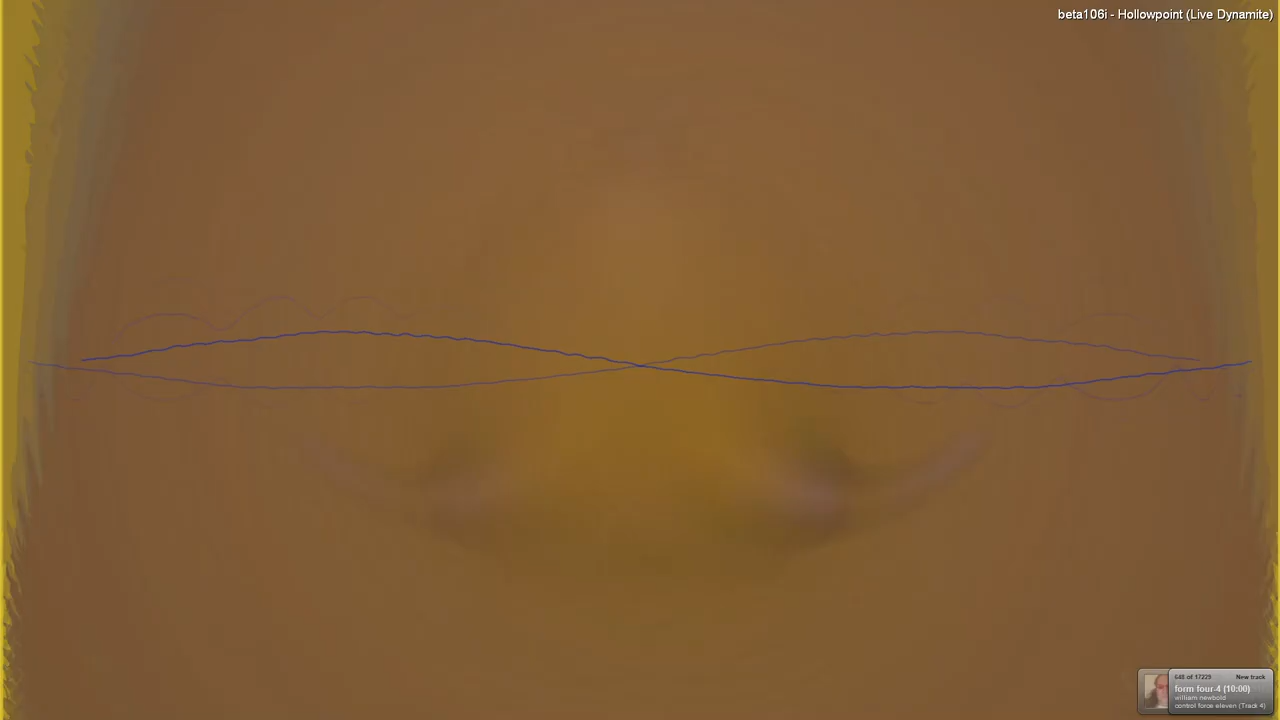 beta106i - Hollowpoint (Live Dynamite)
648 of 17229 New track
form four-4 (10:00)
william newbold
control force eleven (Track 4)